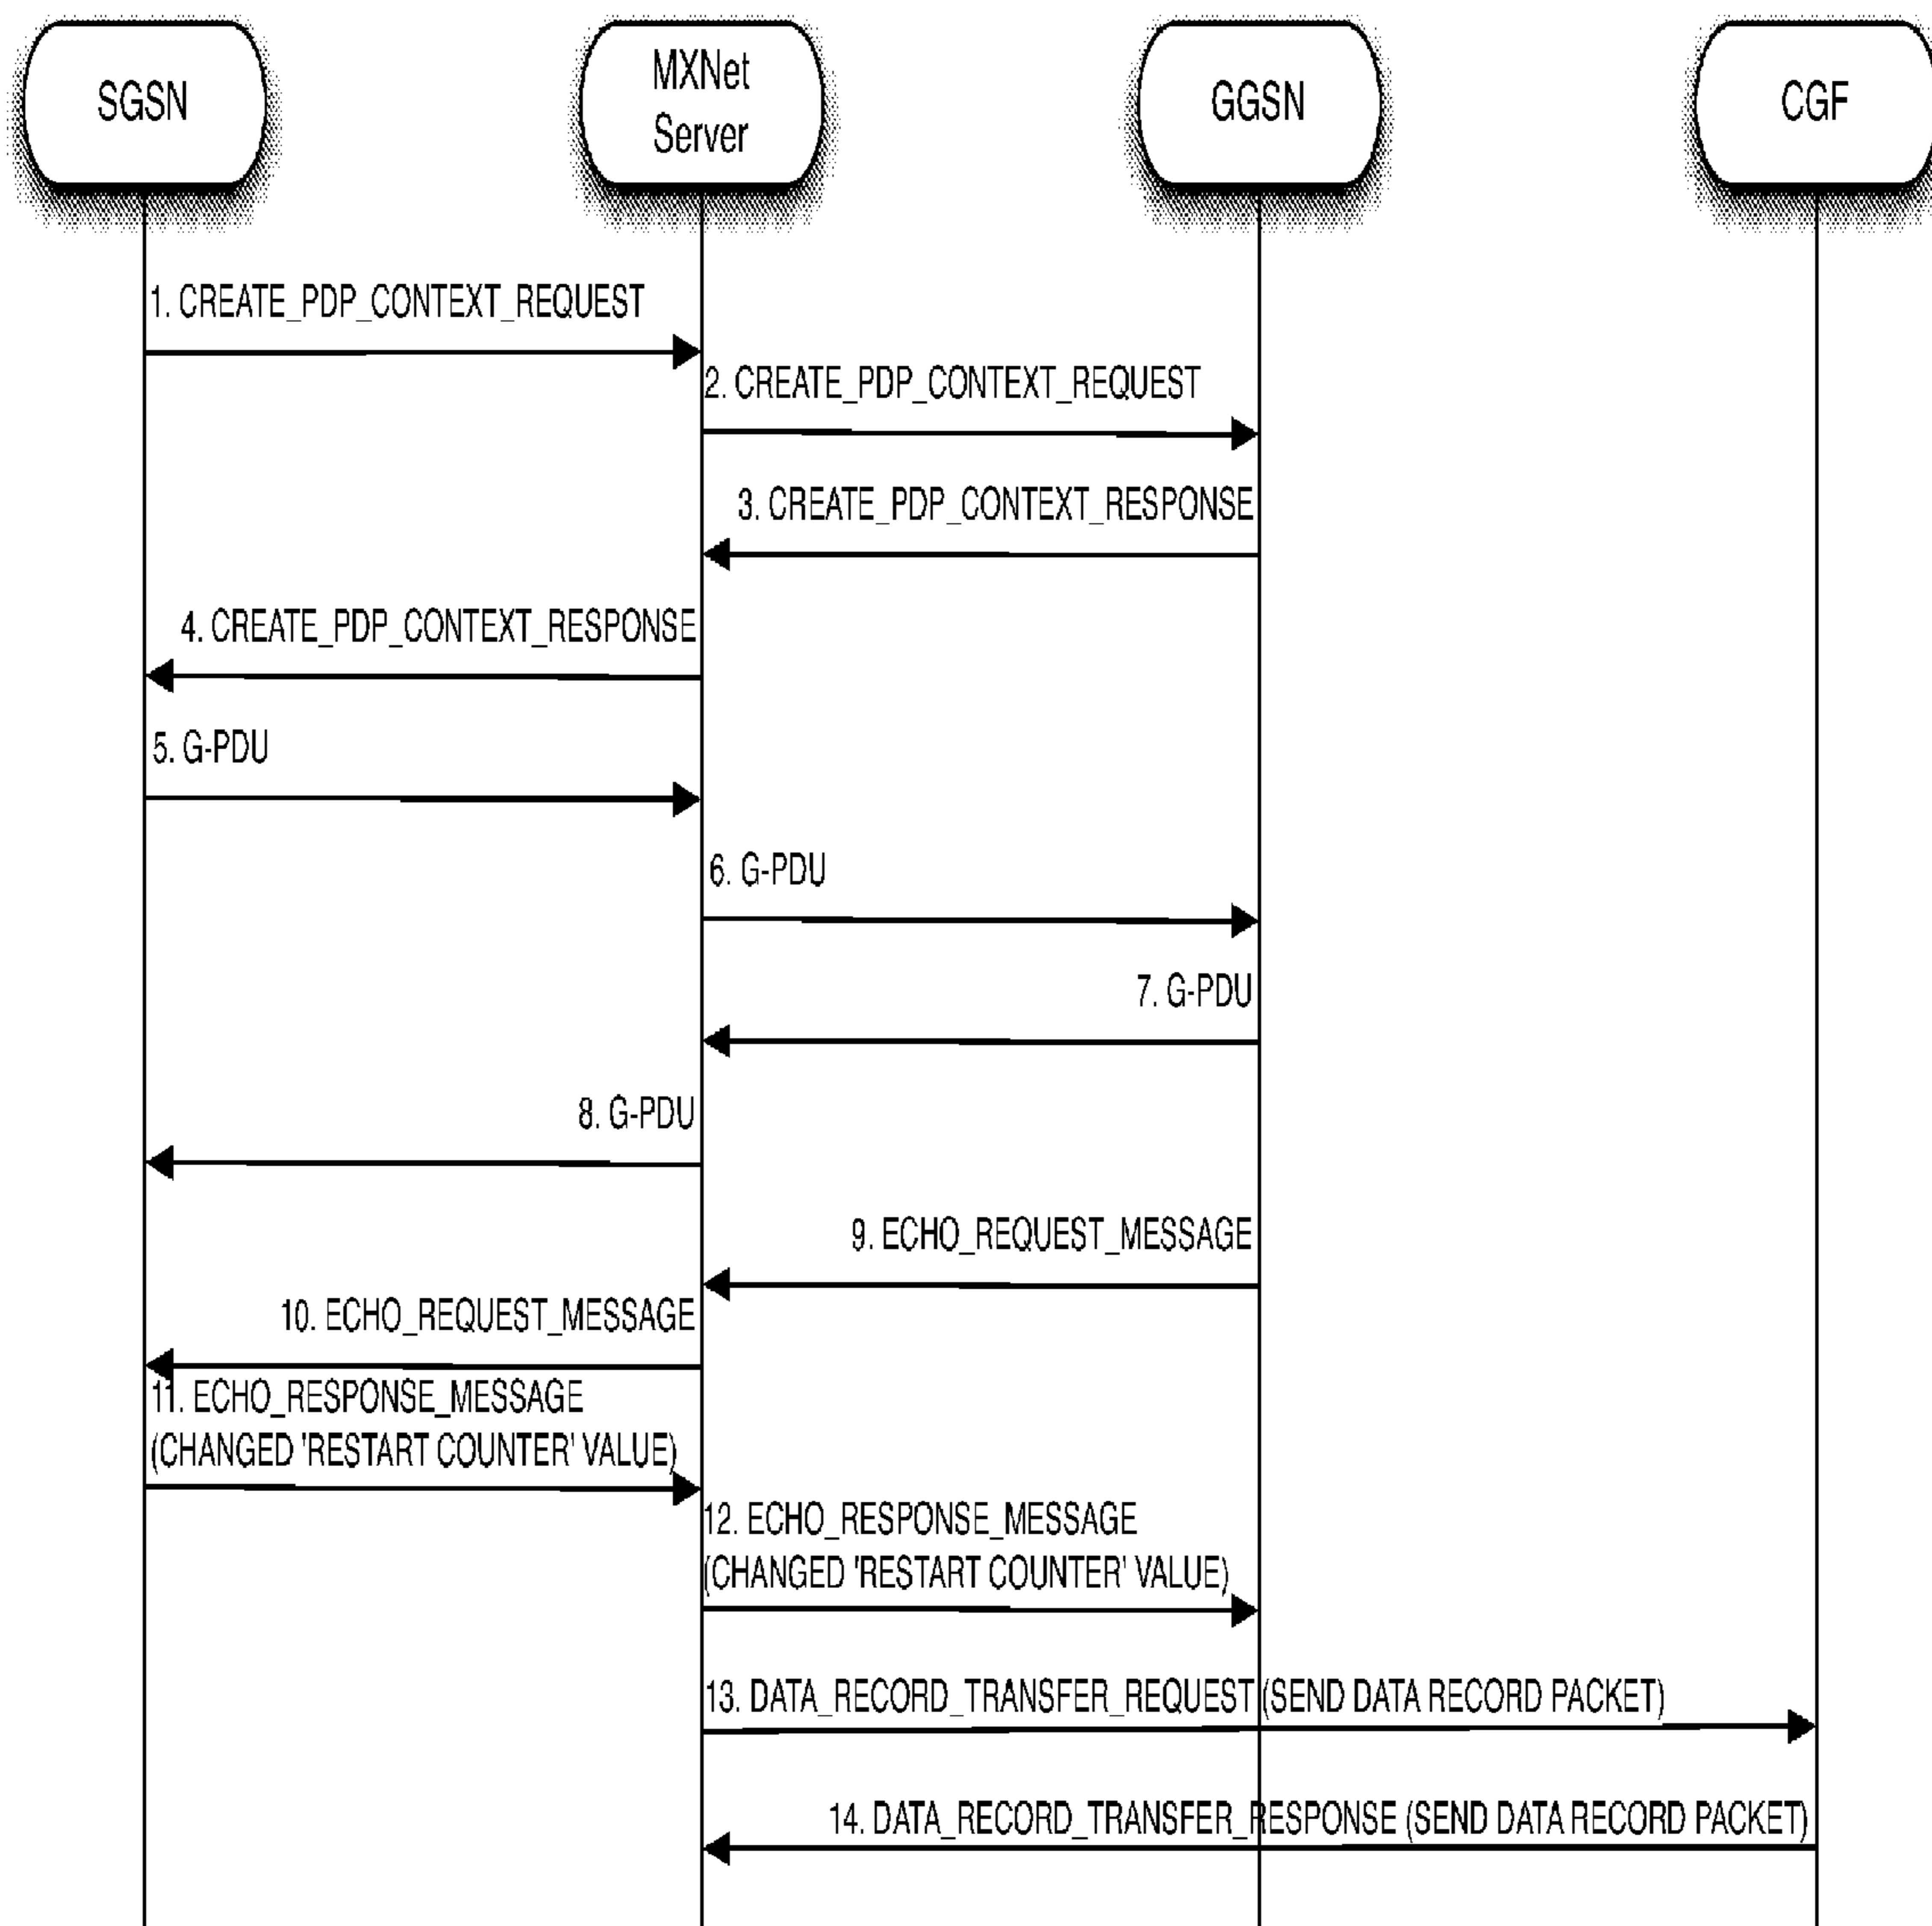 SGSN
MXNet
Server
GGSN
CGF
1. CREATE_PDP_CONTEXT_REQUEST
2. CREATE_PDP_CONTEXT_REQUEST
3. CREATE_PDP_CONTEXT_RESPONSE
4. CREATE_PDP_CONTEXT_RESPONSE
5. G-PDU
6. G-PDU
7. G-PDU
8. G-PDU
9. ECHO_REQUEST_MESSAGE
10. ECHO_REQUEST_MESSAGE
11. ECHO_RESPONSE_MESSAGE
(CHANGED 'RESTART COUNTER' VALUE)
12. ECHO_RESPONSE_MESSAGE
(CHANGED 'RESTART COUNTER' VALUE)
13. DATA_RECORD_TRANSFER_REQUEST (SEND DATA RECORD PACKET)
14. DATA_RECORD_TRANSFER_RESPONSE (SEND DATA RECORD PACKET)